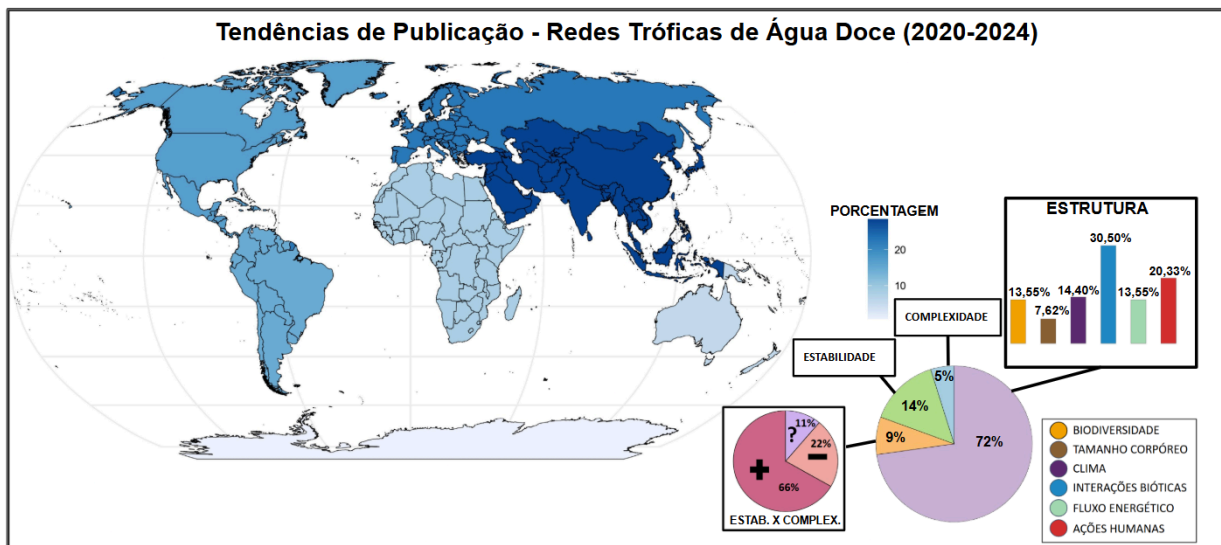 Tendências de Publicação - Redes Tróficas de Água Doce (2020-2024)
PORCENTAGEM
20
10
ESTRUTURA
30,50%
20,33%
13,55%
14,40%
13,55%
7,62%
COMPLEXIDADE
ESTABILIDADE
5%
14%
9%
72%
?
11%
22%
+
−
66%
ESTAB. X COMPLEX.
BIODIVERSIDADE
TAMANHO CORPÓREO
CLIMA
INTERAÇÕES BIÓTICAS
FLUXO ENERGÉTICO
AÇÕES HUMANAS